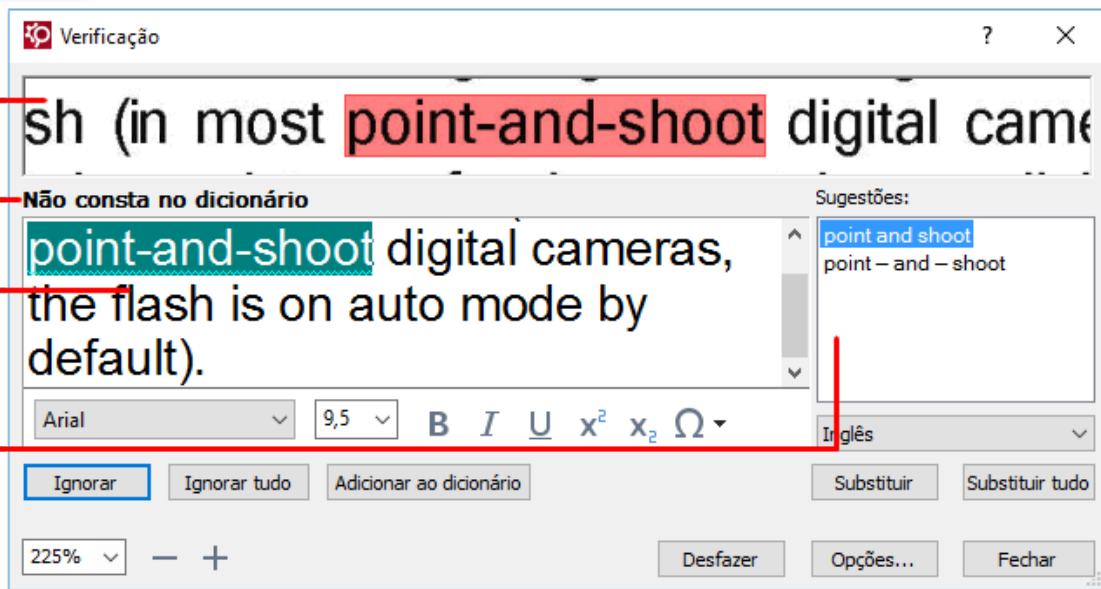 Verificação
?
sh (in most point-and-shoot digital came
Não consta no dicionário
Sugestões:
point-and-shoot digital cameras,
the flash is on auto mode by
default).
point and shoot
point – and – shoot
Arial
9,5
B I U x² x₂ Ω
Inglês
Ignorar
Ignorar tudo
Adicionar ao dicionário
Substituir
Substituir tudo
225%
Desfazer
Opções...
Fechar